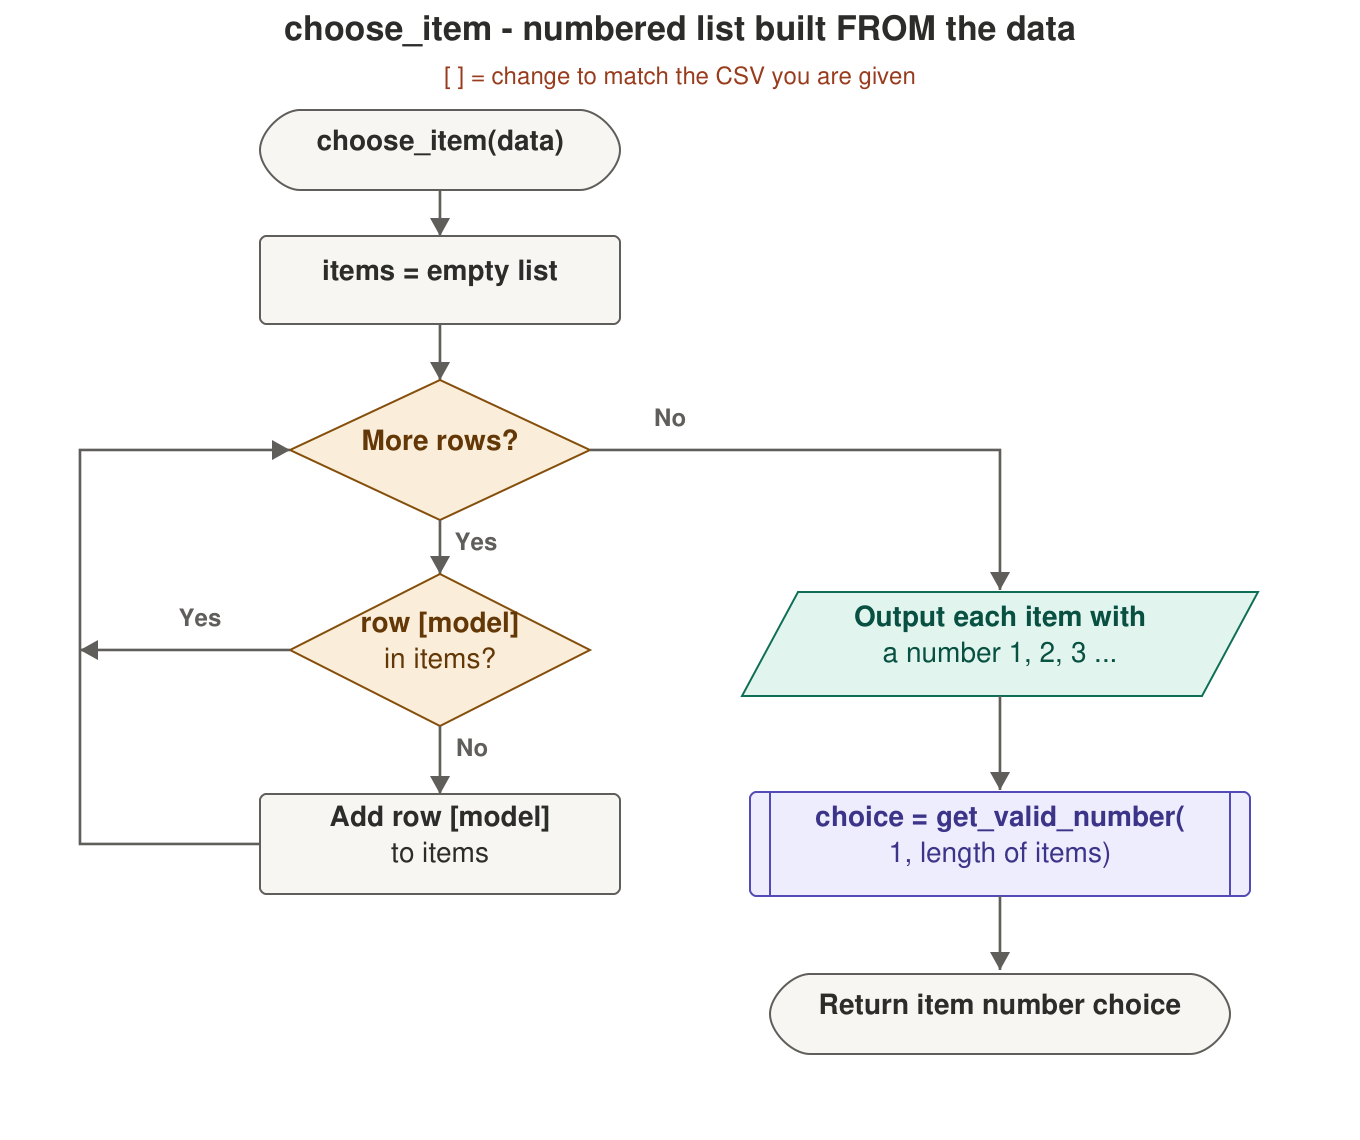 choose_item - numbered list built FROM the data
[ ] = change to match the CSV you are given
choose_item(data)
items = empty list
More rows?
No
Yes
row [model]
in items?
Yes
No
Add row [model]
to items
Output each item with
a number 1, 2, 3 ...
choice = get_valid_number(
1, length of items)
Return item number choice